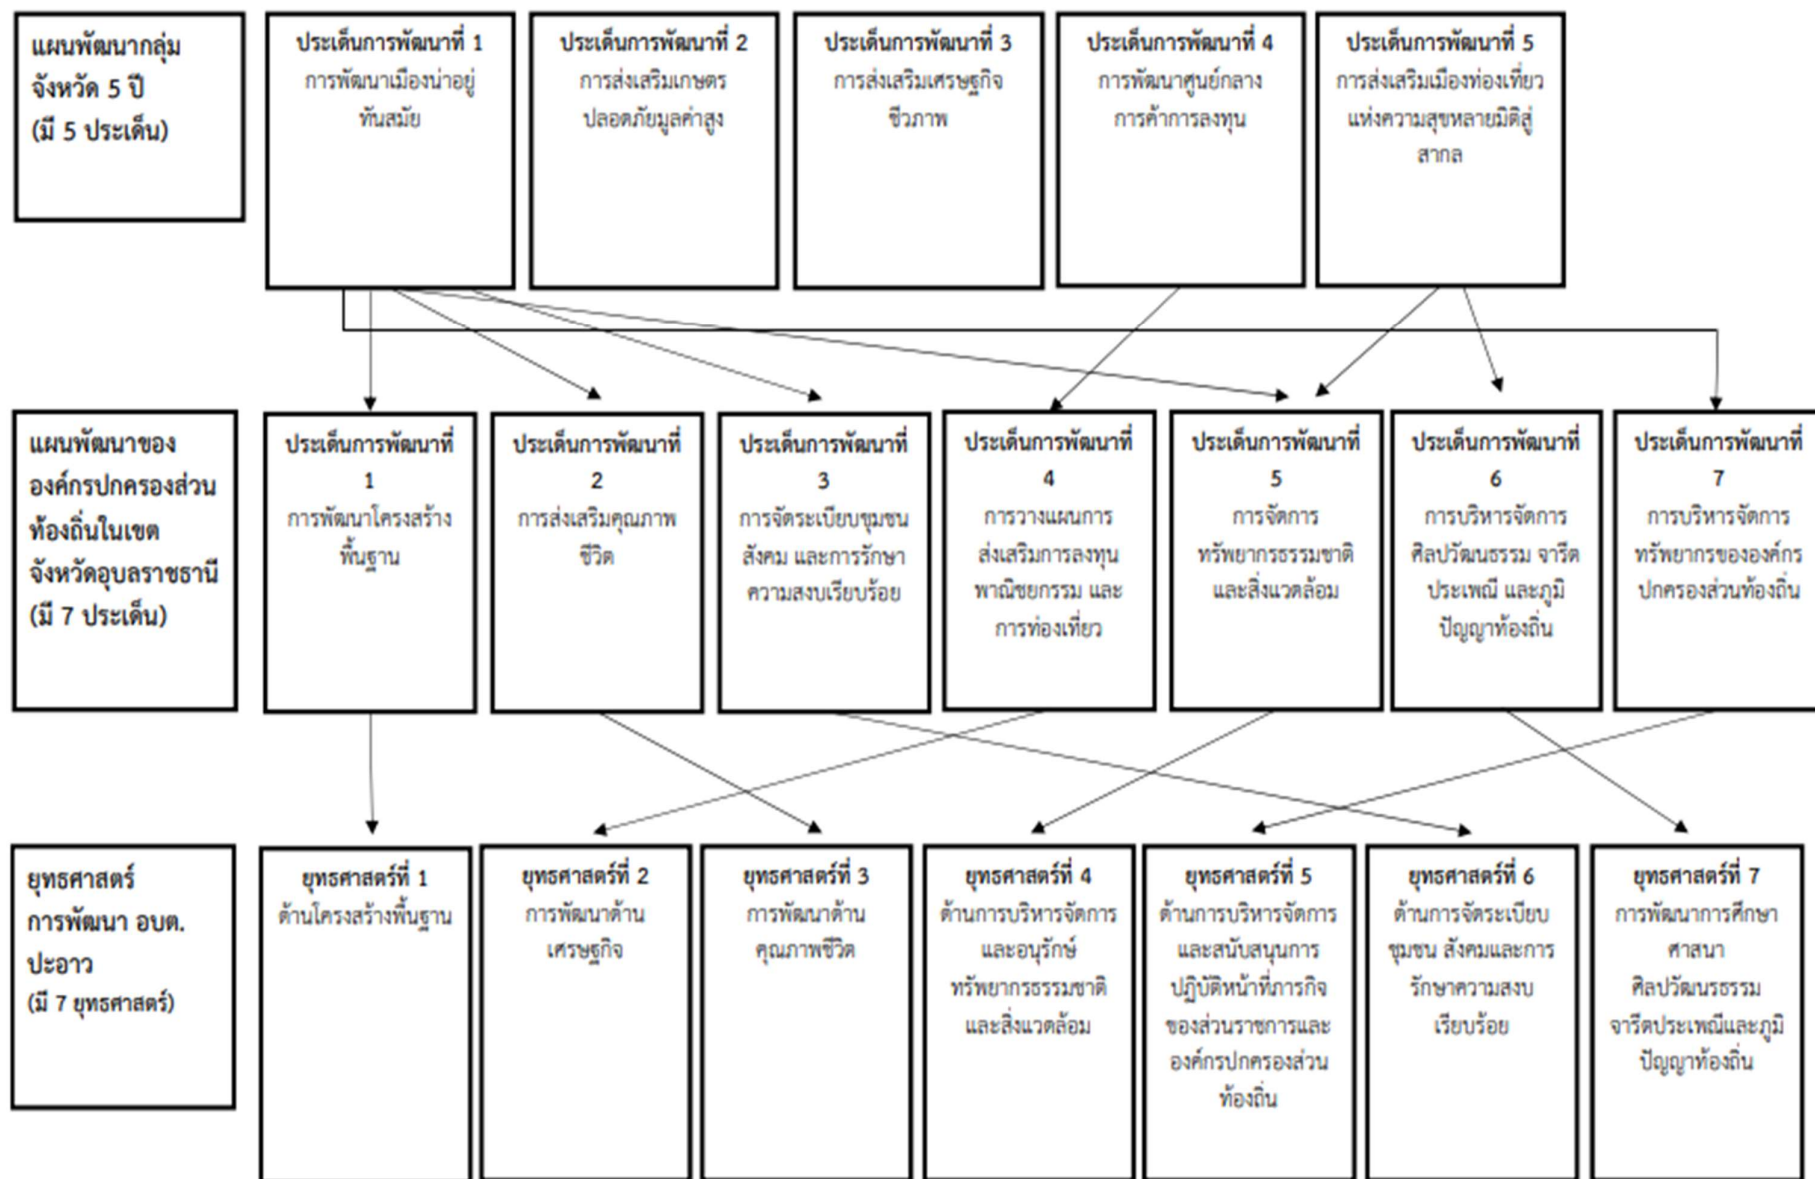 แผนพัฒนากลุ่ม
จังหวัด 5 ปี
(มี 5 ประเด็น)
ประเด็นการพัฒนาที่ 1
การพัฒนาเมืองน่าอยู่
ทันสมัย
ประเด็นการพัฒนาที่ 2
การส่งเสริมเกษตร
ปลอดภัยมูลค่าสูง
ประเด็นการพัฒนาที่ 3
การส่งเสริมเศรษฐกิจ
ชีวภาพ
ประเด็นการพัฒนาที่ 4
การพัฒนาศูนย์กลาง
การค้าการลงทุน
ประเด็นการพัฒนาที่ 5
การส่งเสริมเมืองท่องเที่ยว
แห่งความสุขหลายมิติสู่
สากล
แผนพัฒนาของ
องค์กรปกครองส่วน
ท้องถิ่นในเขต
จังหวัดอุบลราชธานี
(มี 7 ประเด็น)
ประเด็นการพัฒนาที่
1
การพัฒนาโครงสร้าง
พื้นฐาน
ประเด็นการพัฒนาที่
2
การส่งเสริมคุณภาพ
ชีวิต
ประเด็นการพัฒนาที่
3
การจัดระเบียบชุมชน
สังคม และการรักษา
ความสงบเรียบร้อย
ประเด็นการพัฒนาที่
4
การวางแผนการ
ส่งเสริมการลงทุน
พาณิชยกรรม และ
การท่องเที่ยว
ประเด็นการพัฒนาที่
5
การจัดการ
ทรัพยากรธรรมชาติ
และสิ่งแวดล้อม
ประเด็นการพัฒนาที่
6
การบริหารจัดการ
ศิลปวัฒนธรรม จารีต
ประเพณี และภูมิ
ปัญญาท้องถิ่น
ประเด็นการพัฒนาที่
7
การบริหารจัดการ
ทรัพยากรขององค์กร
ปกครองส่วนท้องถิ่น
ยุทธศาสตร์
การพัฒนา อบต.
ปะอาว
(มี 7 ยุทธศาสตร์)
ยุทธศาสตร์ที่ 1
ด้านโครงสร้างพื้นฐาน
ยุทธศาสตร์ที่ 2
การพัฒนาด้าน
เศรษฐกิจ
ยุทธศาสตร์ที่ 3
การพัฒนาด้าน
คุณภาพชีวิต
ยุทธศาสตร์ที่ 4
ด้านการบริหารจัดการ
และอนุรักษ์
ทรัพยากรธรรมชาติ
และสิ่งแวดล้อม
ยุทธศาสตร์ที่ 5
ด้านการบริหารจัดการ
และสนับสนุนการ
ปฏิบัติหน้าที่ภารกิจ
ของส่วนราชการและ
องค์กรปกครองส่วน
ท้องถิ่น
ยุทธศาสตร์ที่ 6
ด้านการจัดระเบียบ
ชุมชน สังคมและการ
รักษาความสงบ
เรียบร้อย
ยุทธศาสตร์ที่ 7
การพัฒนาการศึกษา
ศาสนา
ศิลปวัฒนรธรรม
จารีตประเพณีและภูมิ
ปัญญาท้องถิ่น